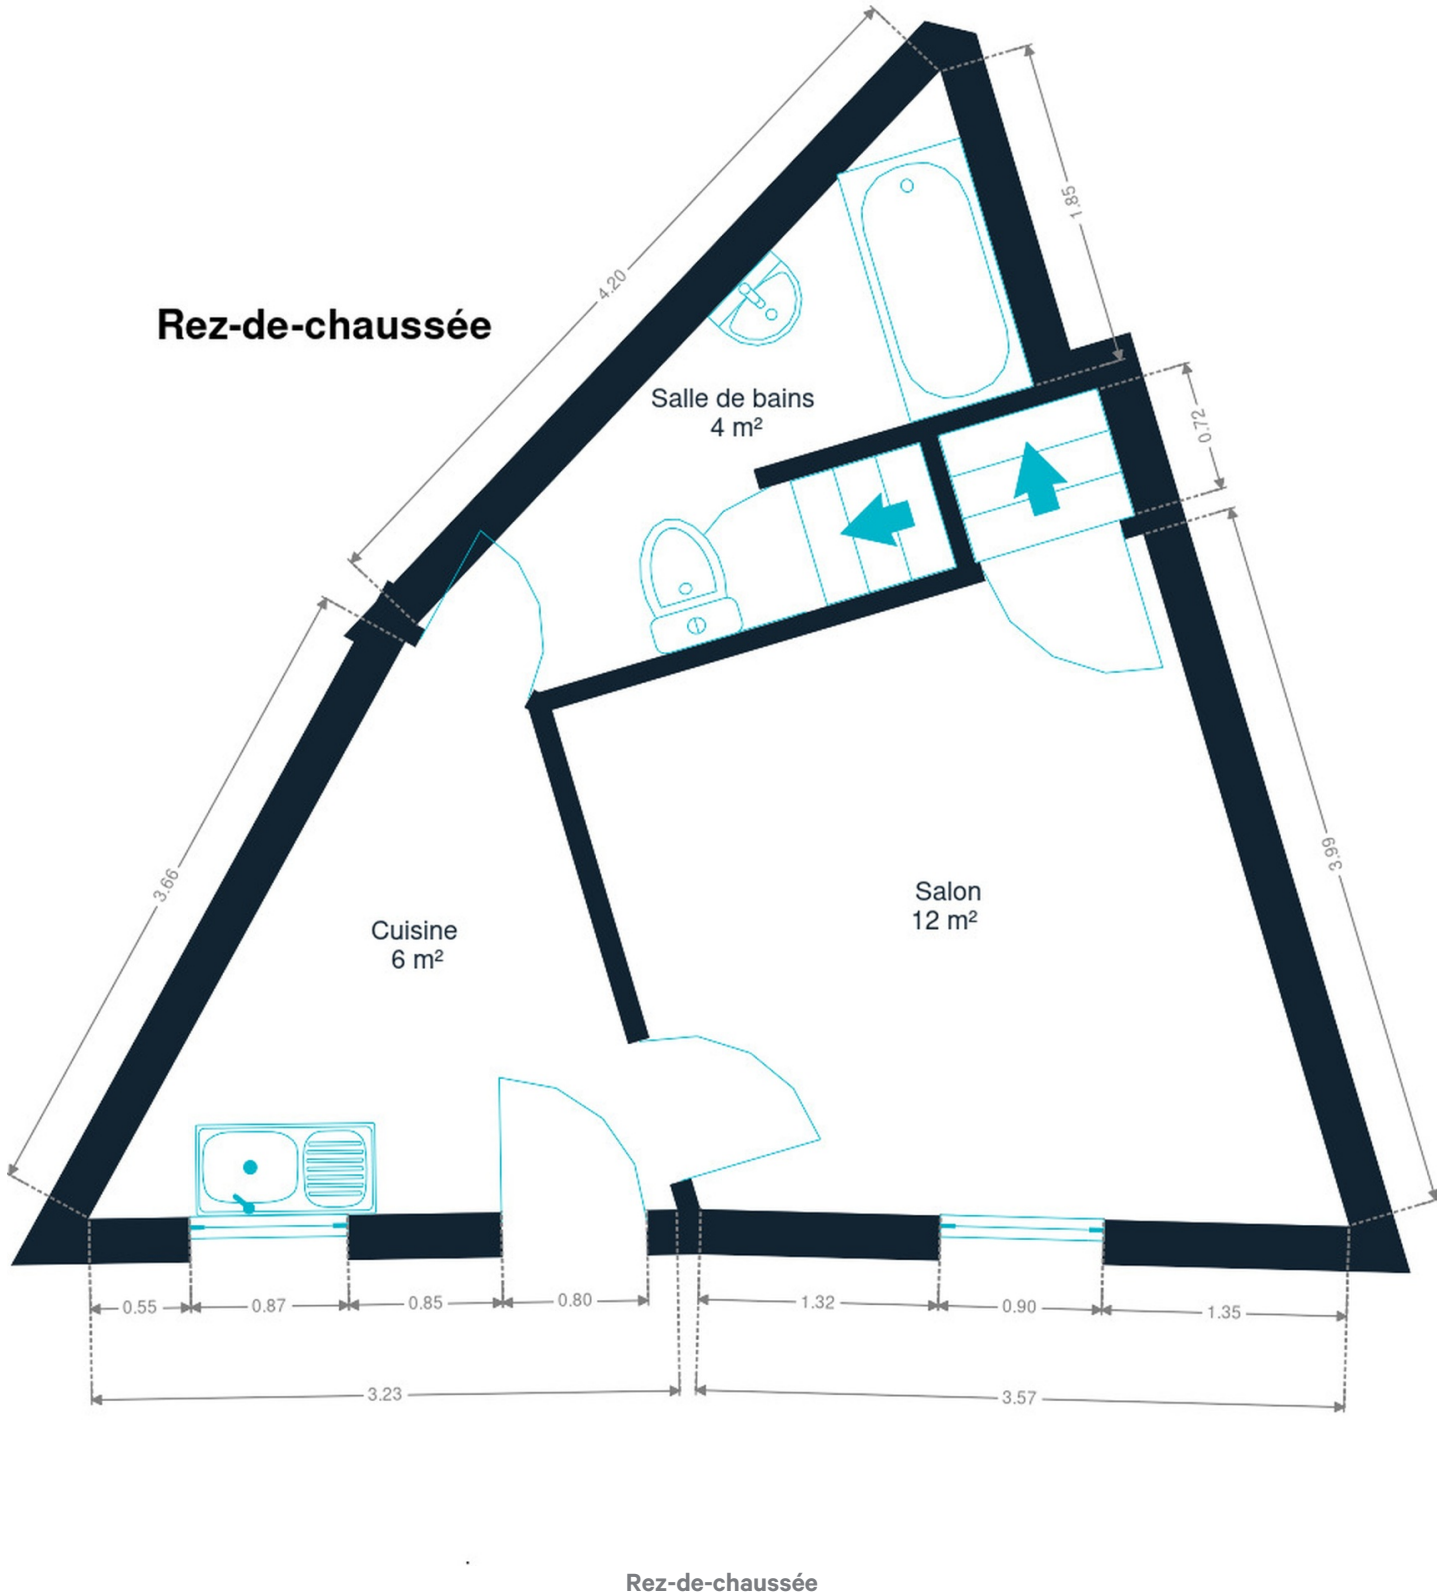 4.20
1.85
Rez-de-chaussée
Salle de bains
4 m²
0.72
3.66
3.99
Salon
12 m²
Cuisine
6 m²
0.55
0.87
0.85
0.80
1.32
0.90
1.35
3.23
3.57
Rez-de-chaussée